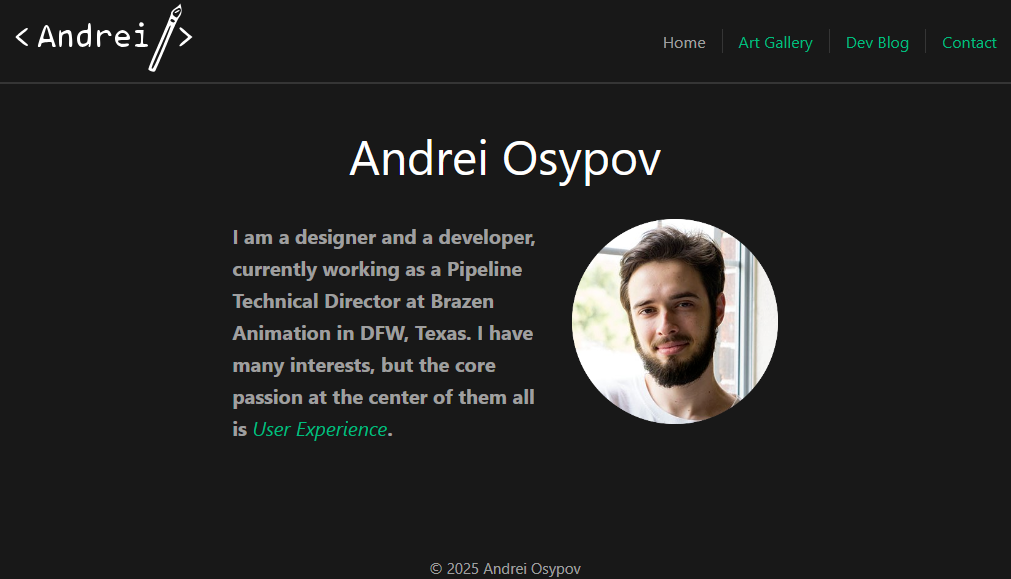 <Andrei/>
Home
Art Gallery
Dev Blog
Contact
Andrei Osypov
I am a designer and a developer,
currently working as a Pipeline
Technical Director at Brazen
Animation in DFW, Texas. I have
many interests, but the core
passion at the center of them all
is User Experience.
© 2025 Andrei Osypov